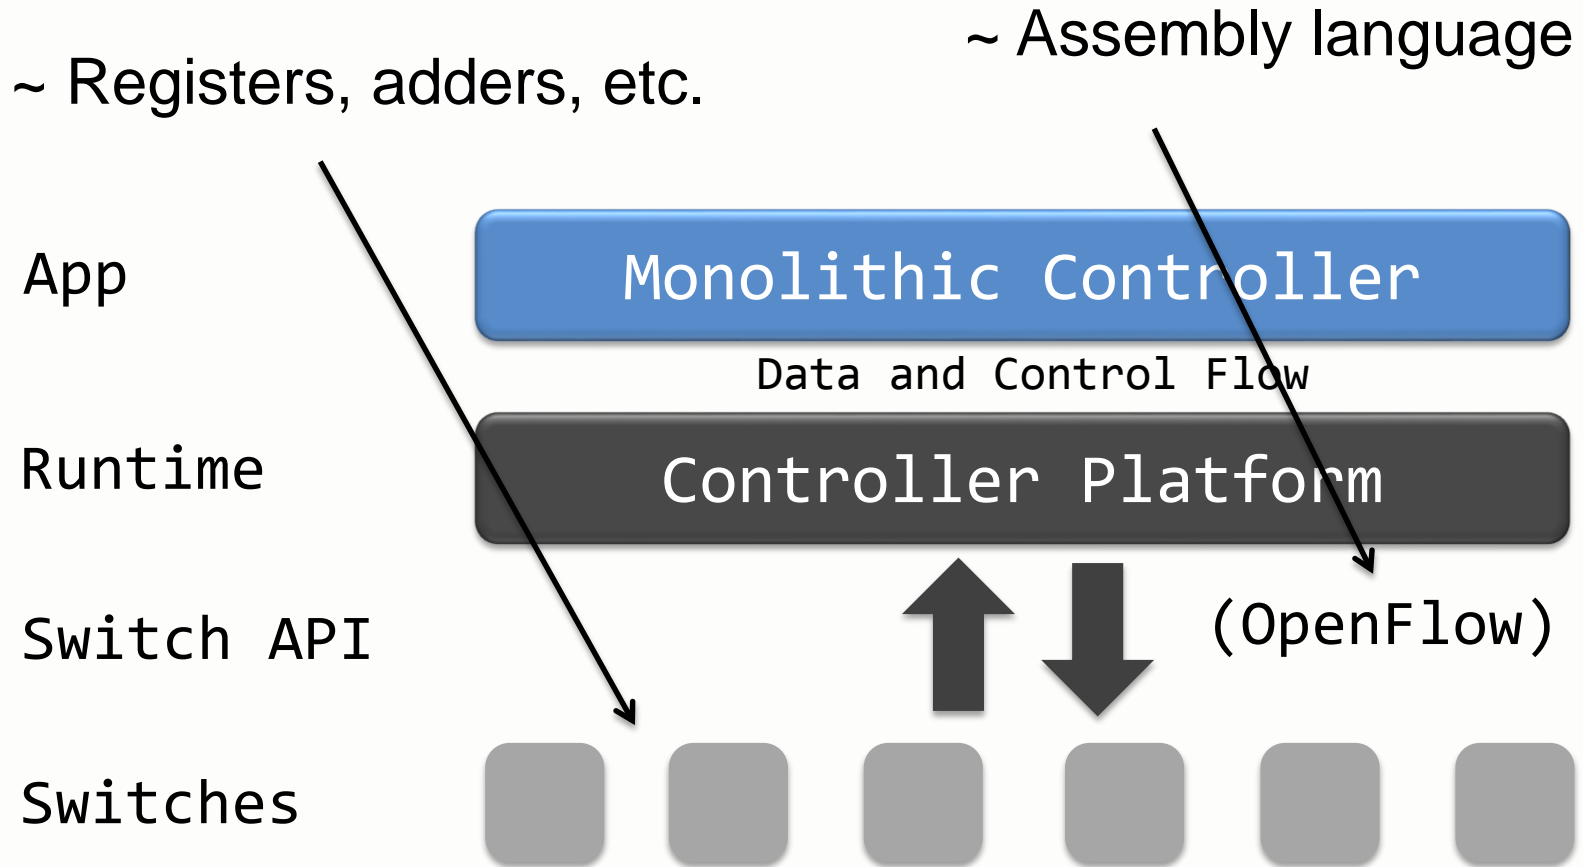 ~ Assembly language
~ Registers, adders, etc.
App
Monolithic Controller
Data and Control Flow
Runtime
Controller Platform
Switch API
(OpenFlow)
Switches